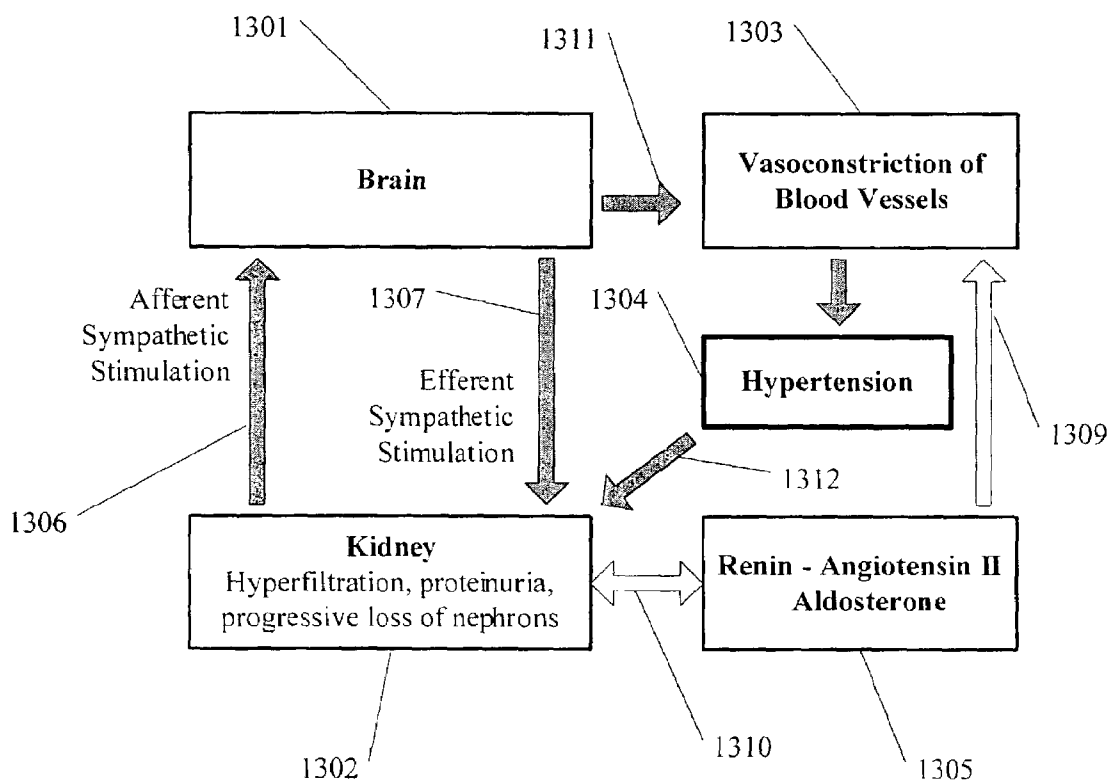 1301
1311
1303
Brain
Vasoconstriction of
Blood Vessels
Afferent
Sympathetic
Stimulation
1307
1304
Efferent
Sympathetic
Stimulation
Hypertension
1309
1312
1306
Kidney
Hyperfiltration, proteinuria,
progressive loss of nephrons
Renin - Angiotensin II
Aldosterone
1302
1310
1305